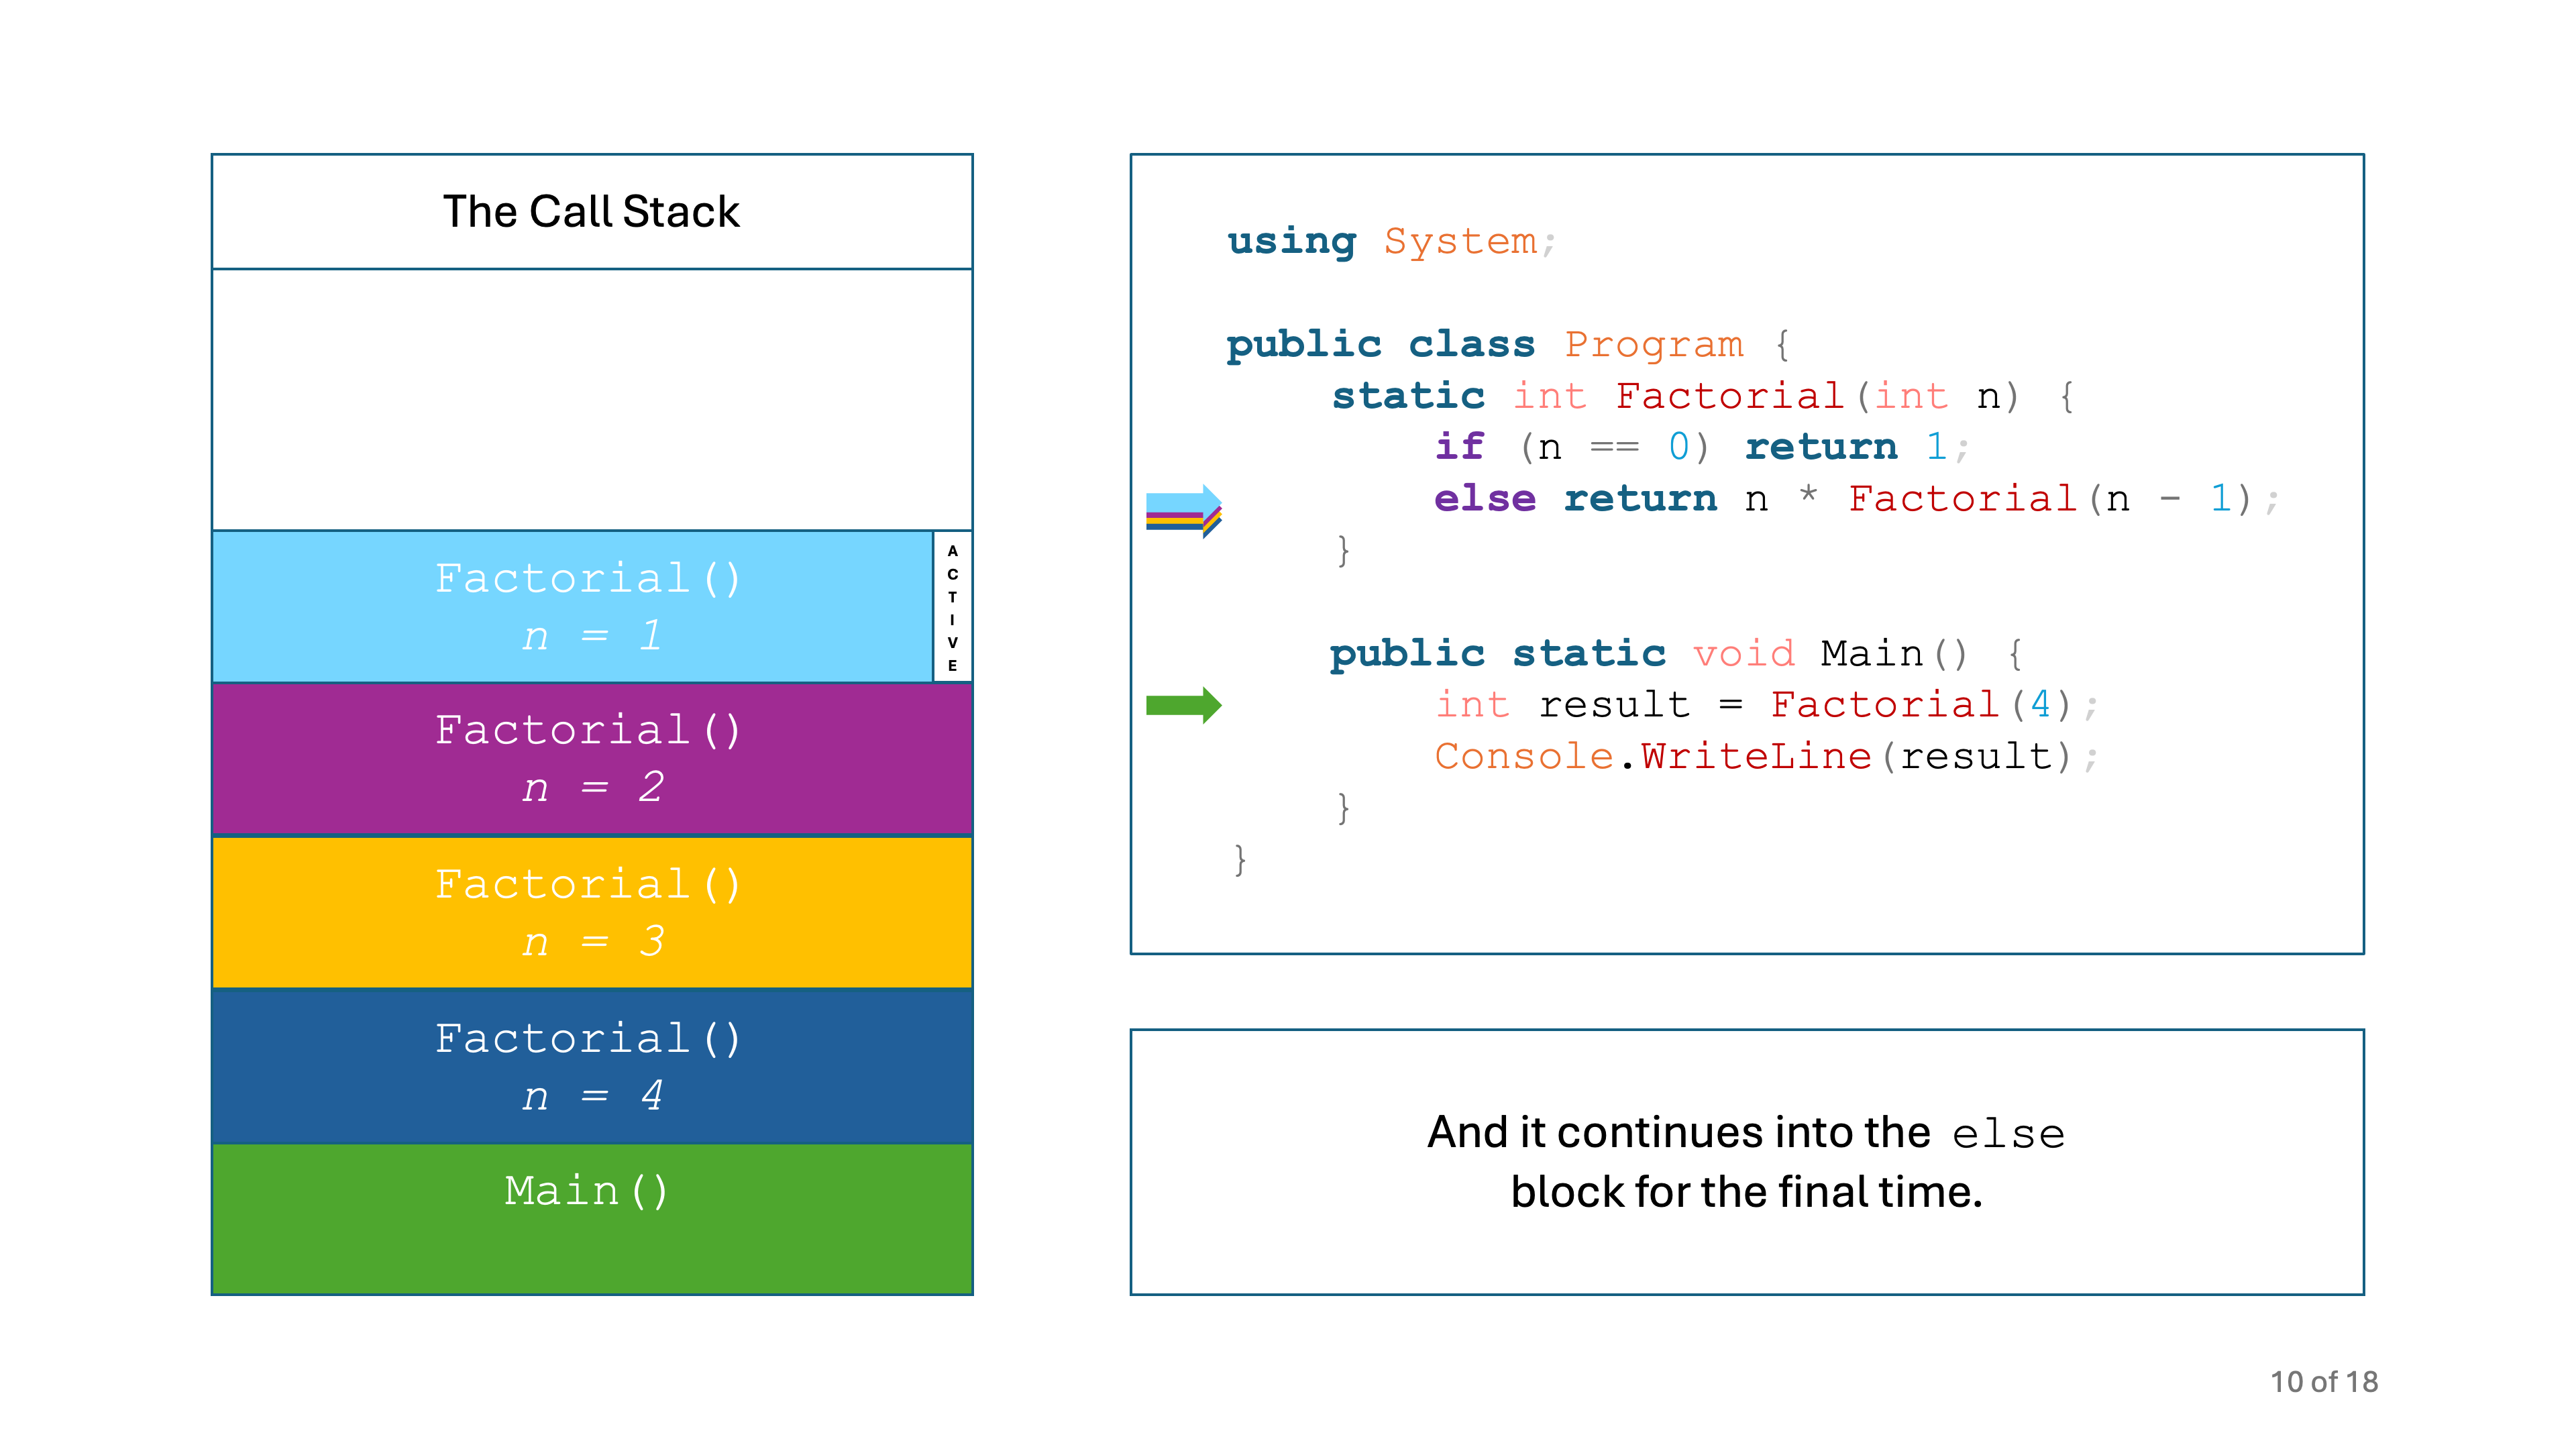 The Call Stack
Factorial()
n = 1
ACTIVE
Factorial()
n = 2
Factorial()
n = 3
Factorial()
n = 4
Main()
using System;
public class Program {
static int Factorial(int n) {
if (n == 0) return 1;
else return n * Factorial(n - 1);
}
public static void Main() {
int result = Factorial(4);
Console.WriteLine(result);
}
}
And it continues into the else
block for the final time.
10 of 18